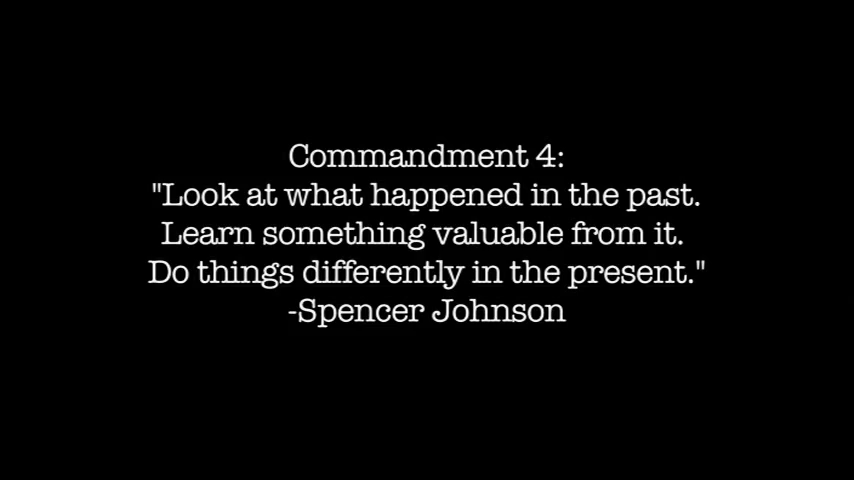 Commandment 4:
"Look at what happened in the past.
Learn something valuable from it.
Do things differently in the present."
-Spencer Johnson